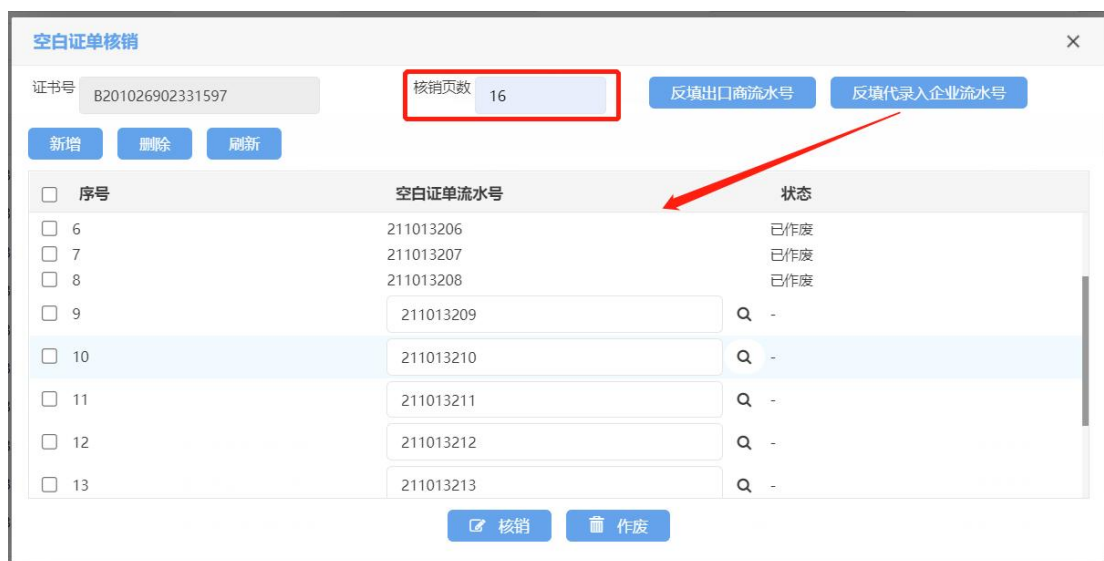 空白证单核销
证书号 B201026902331597 核销页数 16 反填出口商流水号 反填代录入企业流水号
新增 删除 刷新
序号 空白证单流水号 状态
6 211013206 已作废
7 211013207 已作废
8 211013208 已作废
9 211013209 -
10 211013210 -
11 211013211 -
12 211013212 -
13 211013213 -
核销 作废